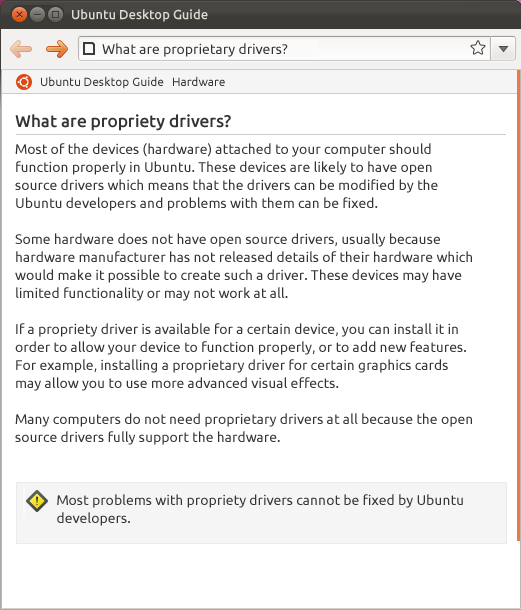 Ubuntu Desktop Guide
What are proprietary drivers?
Ubuntu Desktop Guide Hardware
What are propriety drivers?
Most of the devices (hardware) attached to your computer should
function properly in Ubuntu. These devices are likely to have open
source drivers which means that the drivers can be modified by the
Ubuntu developers and problems with them can be fixed.
Some hardware does not have open source drivers, usually because
hardware manufacturer has not released details of their hardware which
would make it possible to create such a driver. These devices may have
limited functionality or may not work at all.
If a propriety driver is available for a certain device, you can install it in
order to allow your device to function properly, or to add new features.
For example, installing a proprietary driver for certain graphics cards
may allow you to use more advanced visual effects.
Many computers do not need proprietary drivers at all because the open
source drivers fully support the hardware.
Most problems with propriety drivers cannot be fixed by Ubuntu
developers.